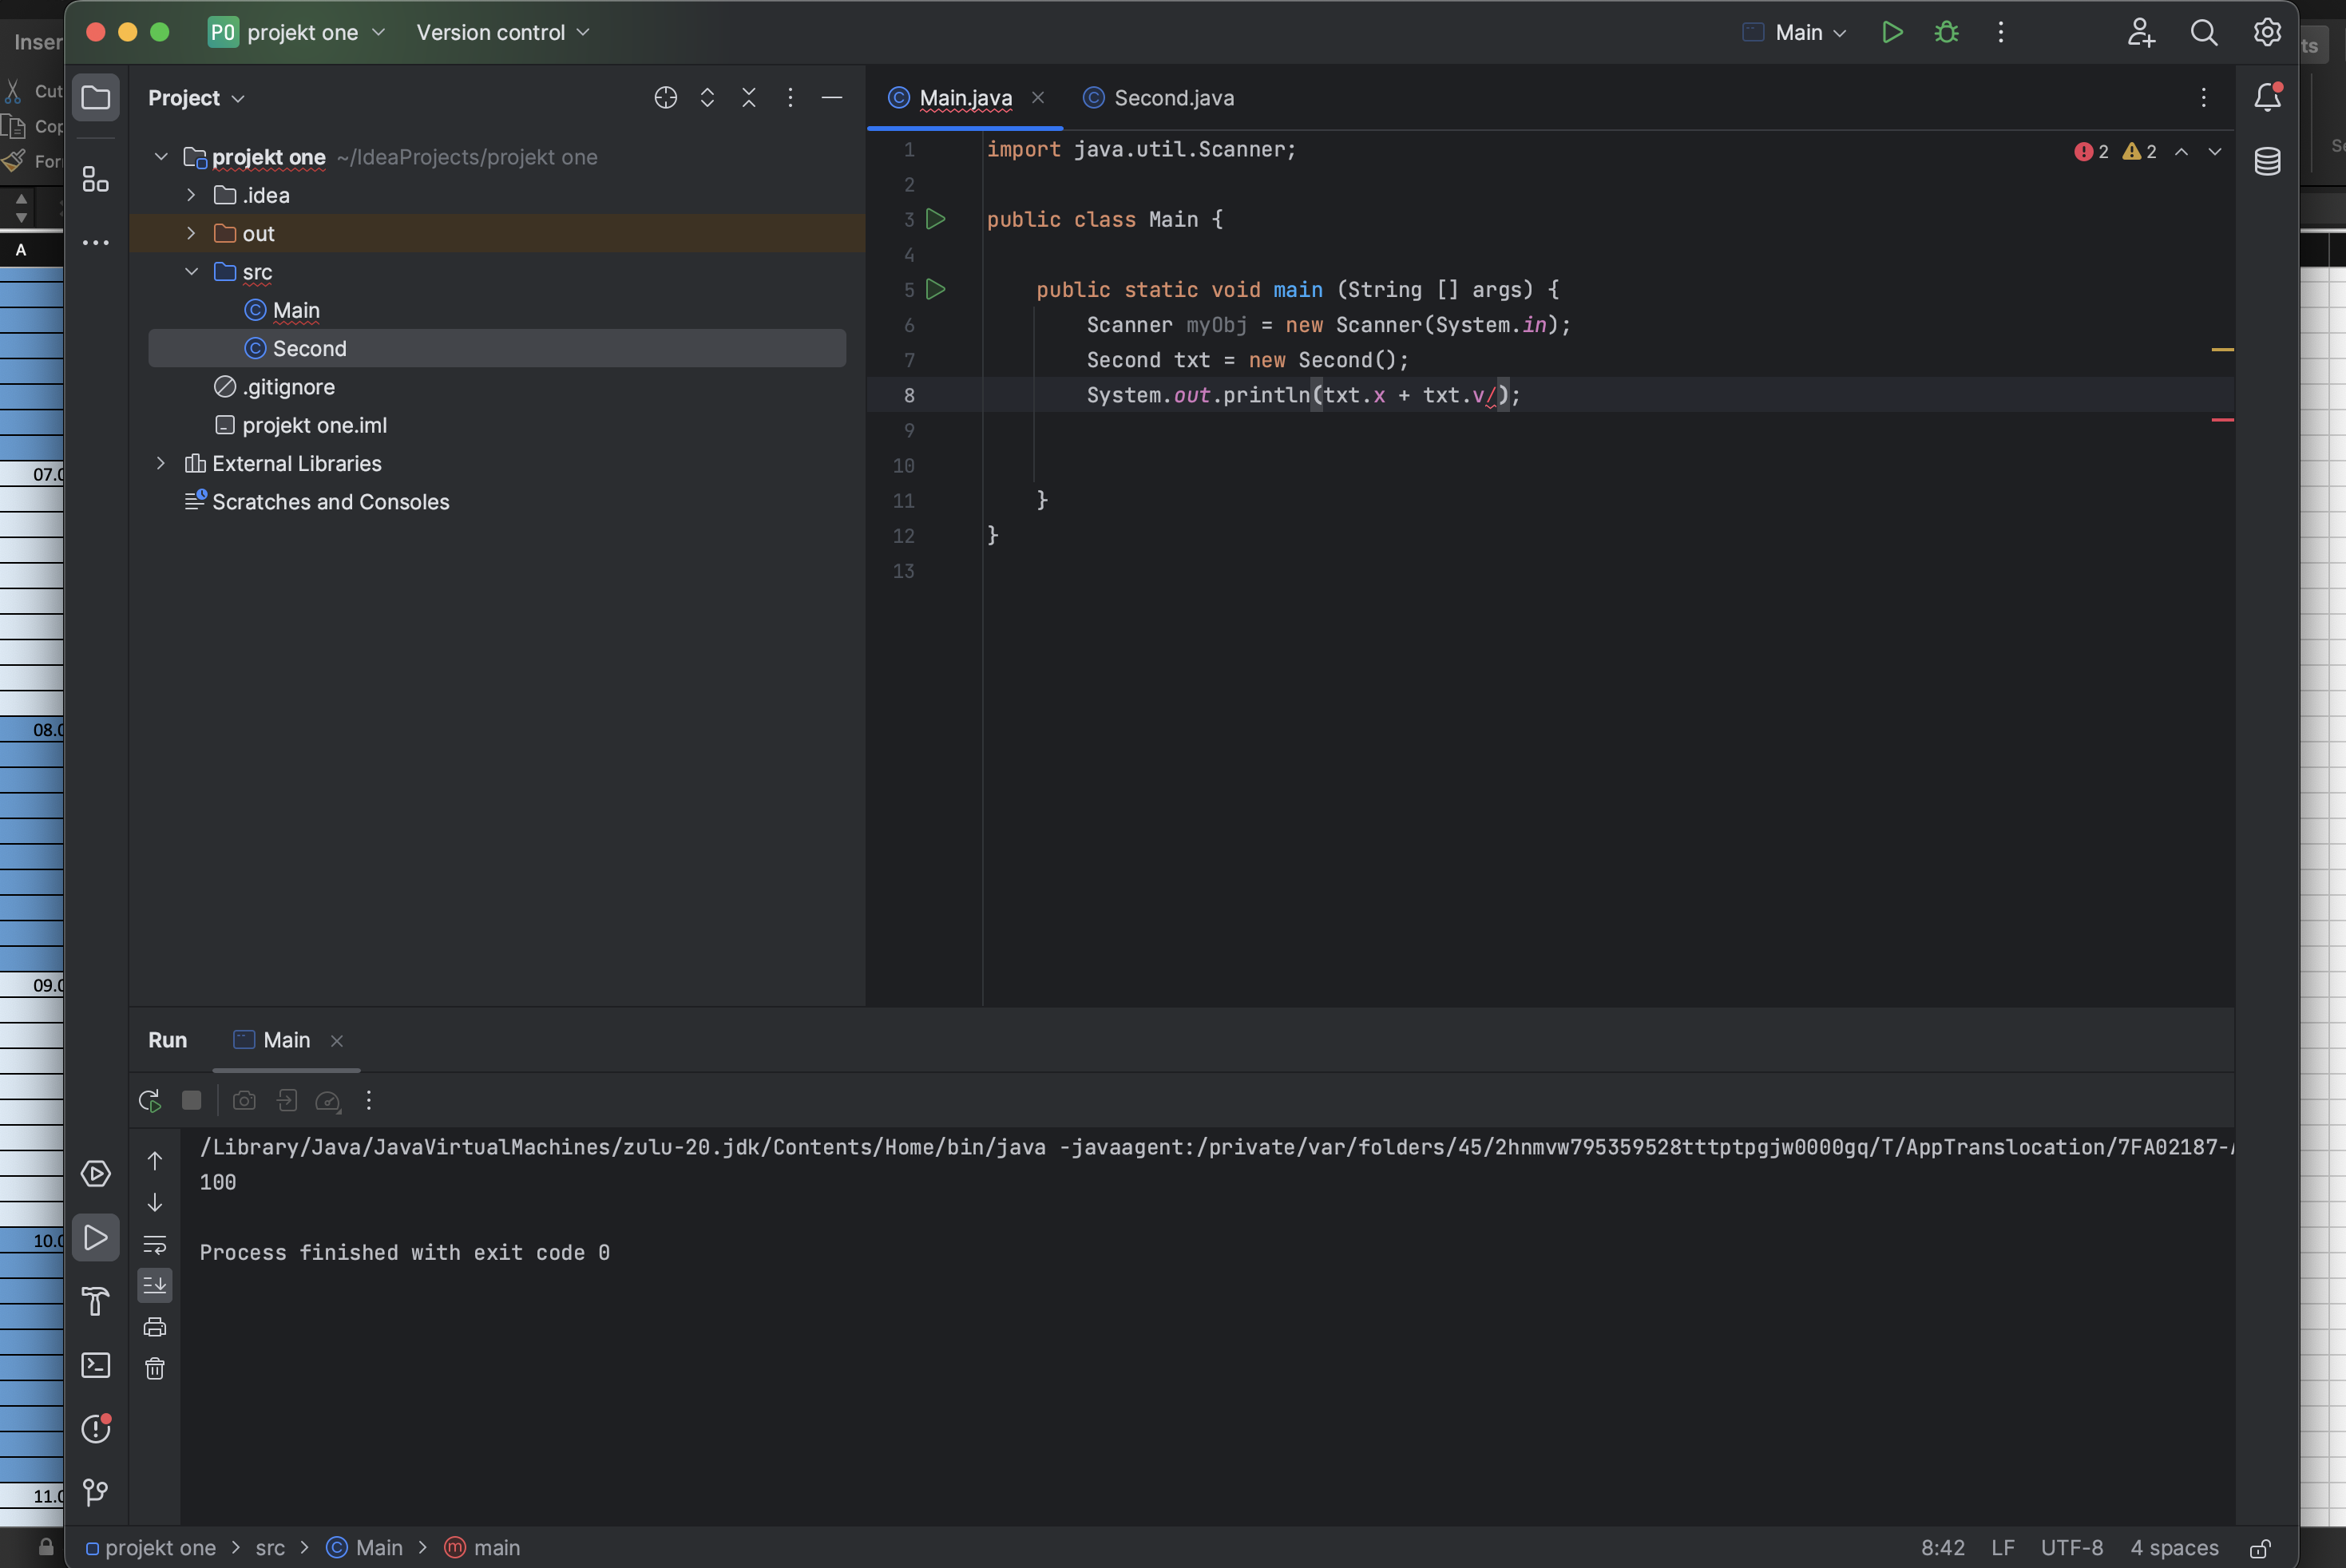 Inser
PO projekt one Version control Main ts
Cut
Cop
For
A
07.0
08.0
09.0
10.0
11.0
Project
projekt one ~/IdeaProjects/projekt one
.idea
out
src
Main
Second
.gitignore
projekt one.iml
External Libraries
Scratches and Consoles
Main.java Second.java
2 2
1 import java.util.Scanner;
2
3 public class Main {
4
5 public static void main (String [] args) {
6 Scanner myObj = new Scanner(System.in);
7 Second txt = new Second();
8 System.out.println(txt.x + txt.v/);
9
10
11 }
12 }
13
Run Main
/Library/Java/JavaVirtualMachines/zulu-20.jdk/Contents/Home/bin/java -javaagent:/private/var/folders/45/2hnmvw795359528tttptpgjw0000gq/T/AppTranslocation/7FA02187-
100
Process finished with exit code 0
projekt one > src > Main > main 8:42 LF UTF-8 4 spaces